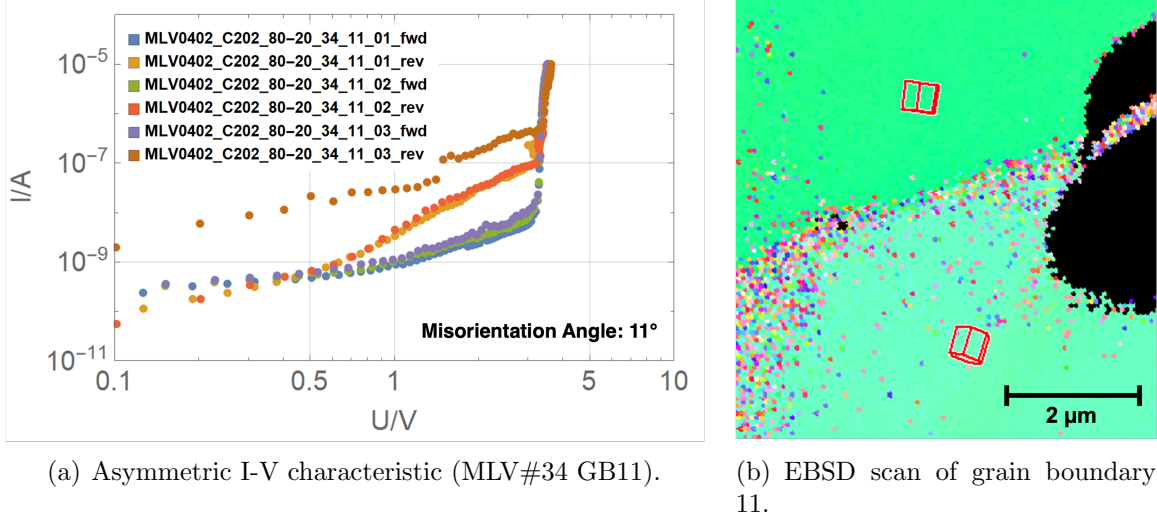 10⁻⁵
10⁻⁷
10⁻⁹
10⁻¹¹
I/A
MLV0402_C202_80−20_34_11_01_fwd
MLV0402_C202_80−20_34_11_01_rev
MLV0402_C202_80−20_34_11_02_fwd
MLV0402_C202_80−20_34_11_02_rev
MLV0402_C202_80−20_34_11_03_fwd
MLV0402_C202_80−20_34_11_03_rev
Misorientation Angle: 11°
0.1 0.5 1 5 10
U/V
2 µm
(a) Asymmetric I-V characteristic (MLV#34 GB11).
(b) EBSD scan of grain boundary
11.